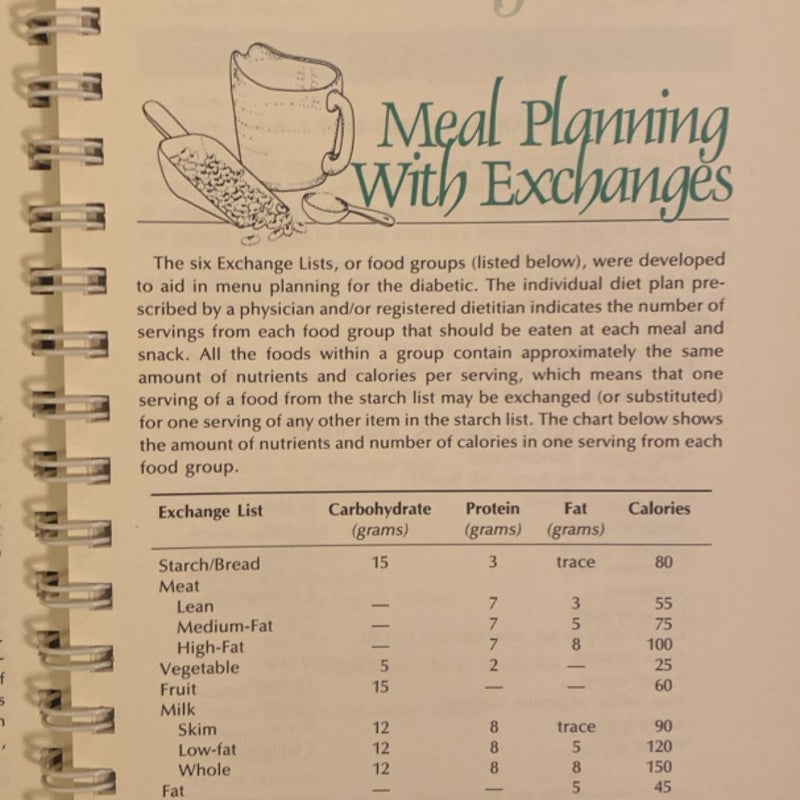 Meal Planning
With Exchanges
The six Exchange Lists, or food groups (listed below), were developed
to aid in menu planning for the diabetic. The individual diet plan pre-
scribed by a physician and/or registered dietitian indicates the number of
servings from each food group that should be eaten at each meal and
snack. All the foods within a group contain approximately the same
amount of nutrients and calories per serving, which means that one
serving of a food from the starch list may be exchanged (or substituted)
for one serving of any other item in the starch list. The chart below shows
the amount of nutrients and number of calories in one serving from each
food group.
Exchange List Carbohydrate Protein Fat Calories
(grams) (grams) (grams)
Starch/Bread 15 3 trace 80
Meat
Lean — 7 3 55
Medium-Fat — 7 5 75
High-Fat — 7 8 100
Vegetable 5 2 — 25
Fruit 15 — — 60
Milk
Skim 12 8 trace 90
Low-fat 12 8 5 120
Whole 12 8 8 150
Fat — — 5 45